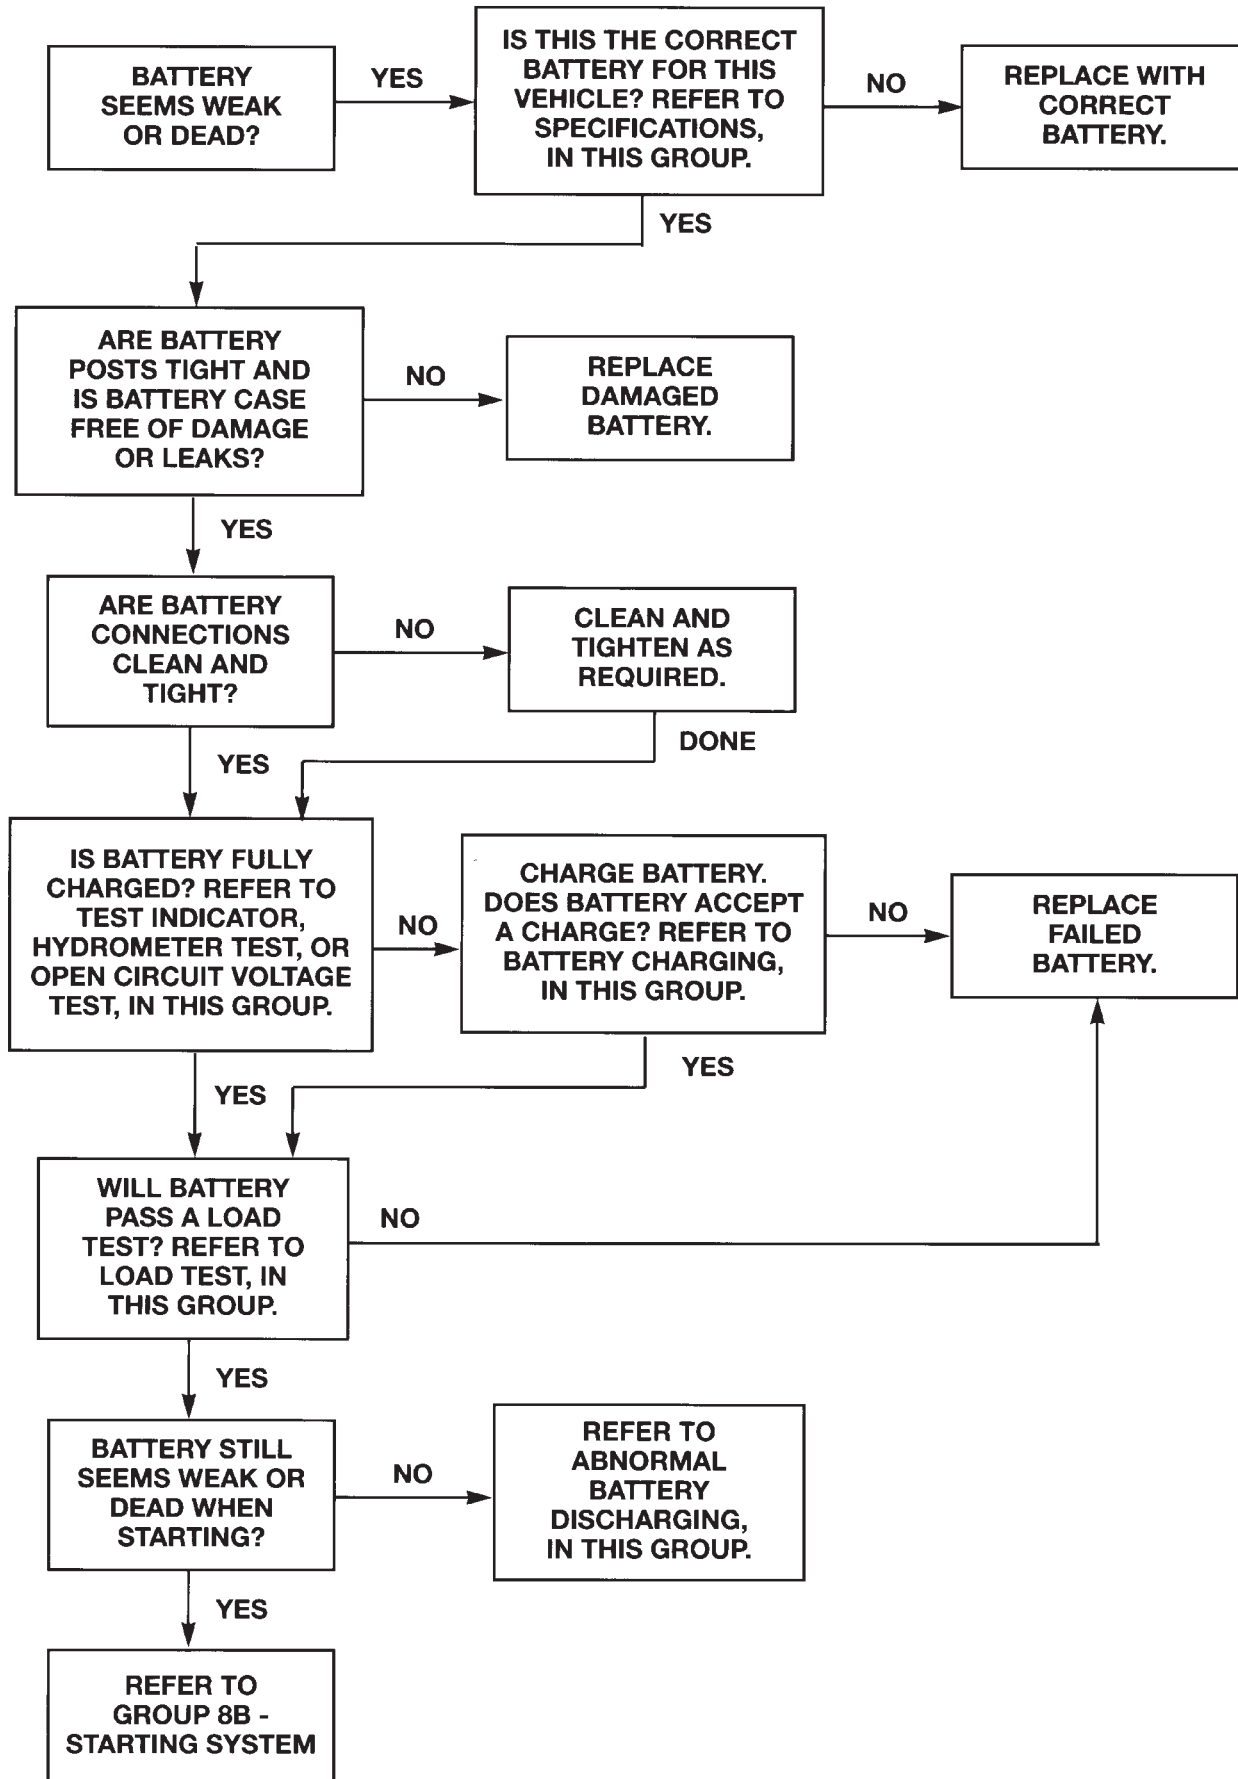 BATTERY
SEEMS WEAK
OR DEAD?
YES
IS THIS THE CORRECT
BATTERY FOR THIS
VEHICLE? REFER TO
SPECIFICATIONS,
IN THIS GROUP.
NO
REPLACE WITH
CORRECT
BATTERY.
YES
ARE BATTERY
POSTS TIGHT AND
IS BATTERY CASE
FREE OF DAMAGE
OR LEAKS?
NO
REPLACE
DAMAGED
BATTERY.
YES
ARE BATTERY
CONNECTIONS
CLEAN AND
TIGHT?
NO
CLEAN AND
TIGHTEN AS
REQUIRED.
DONE
YES
IS BATTERY FULLY
CHARGED? REFER TO
TEST INDICATOR,
HYDROMETER TEST, OR
OPEN CIRCUIT VOLTAGE
TEST, IN THIS GROUP.
NO
CHARGE BATTERY.
DOES BATTERY ACCEPT
A CHARGE? REFER TO
BATTERY CHARGING,
IN THIS GROUP.
NO
REPLACE
FAILED
BATTERY.
YES
YES
WILL BATTERY
PASS A LOAD
TEST? REFER TO
LOAD TEST, IN
THIS GROUP.
NO
YES
BATTERY STILL
SEEMS WEAK OR
DEAD WHEN
STARTING?
NO
REFER TO
ABNORMAL
BATTERY
DISCHARGING,
IN THIS GROUP.
YES
REFER TO
GROUP 8B -
STARTING SYSTEM